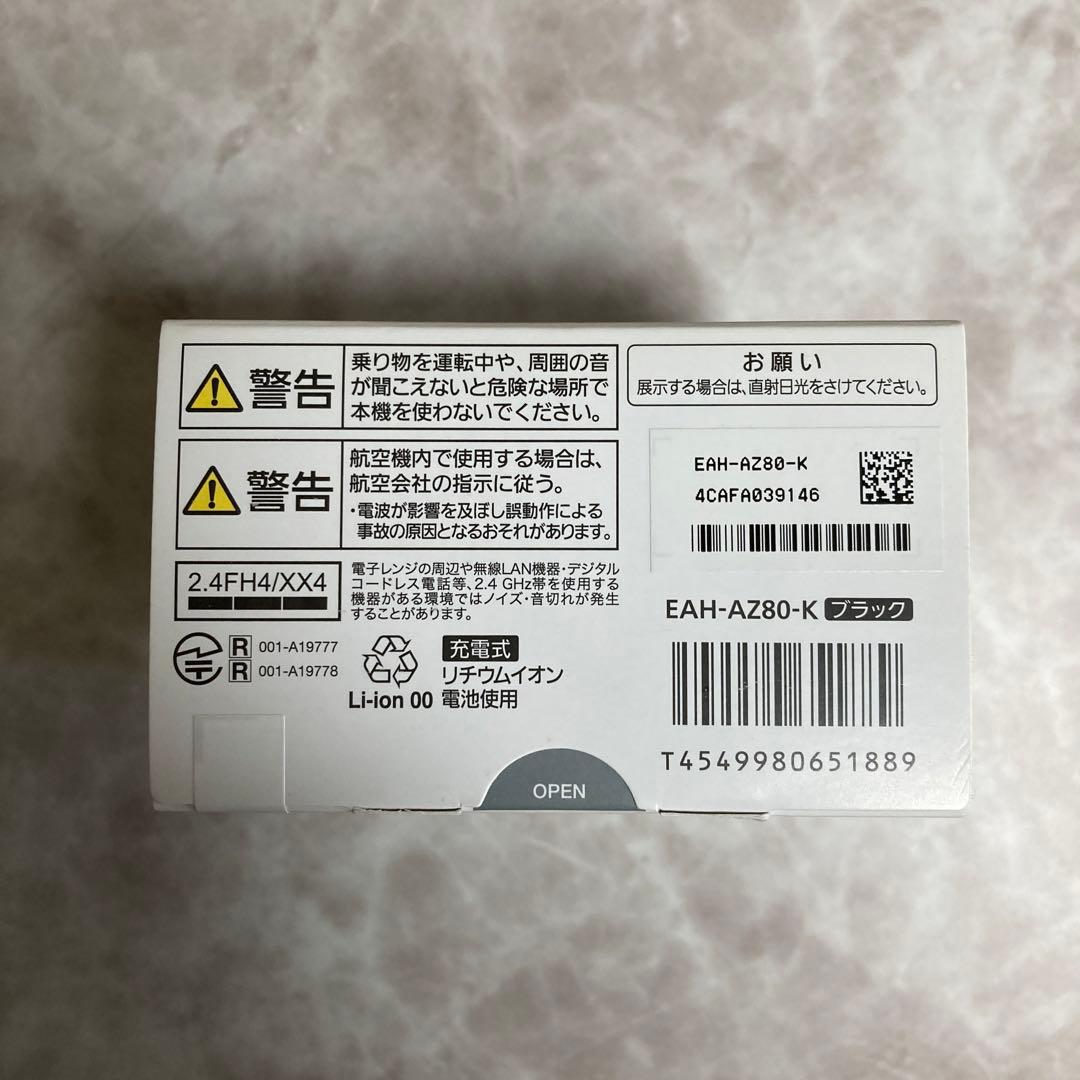 警告
乗り物を運転中や、周囲の音
が聞こえないと危険な場所で
本機を使わないでください。
お願い
展示する場合は、直射日光をさけてください。
警告
航空機内で使用する場合は、
航空会社の指示に従う。
・電波が影響を及ぼし誤動作による
事故の原因となるおそれがあります。
EAH-AZ80-K
4CAFA039146
2.4FH4/XX4
電子レンジの周辺や無線LAN機器・デジタル
コードレス電話等、2.4 GHz帯を使用する
機器がある環境ではノイズ・音切れが発生
することがあります。
EAH-AZ80-K ブラック
R 001-A19777
R 001-A19778
充電式
リチウムイオン
電池使用
Li-ion 00
T4549980651889
OPEN